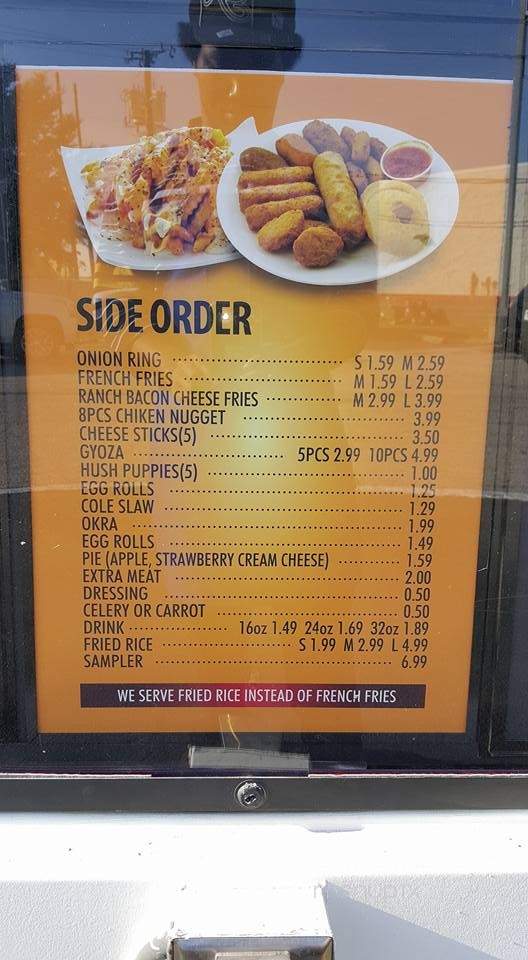 SIDE ORDER
ONION RING S 1.59 M 2.59
FRENCH FRIES M 1.59 L 2.59
RANCH BACON CHEESE FRIES M 2.99 L 3.99
8PCS CHIKEN NUGGET 3.99
CHEESE STICKS(5) 3.50
GYOZA 5PCS 2.99 10PCS 4.99
HUSH PUPPIES(5) 1.00
EGG ROLLS 1.25
COLE SLAW 1.29
OKRA 1.99
EGG ROLLS 1.49
PIE (APPLE, STRAWBERRY CREAM CHEESE) 1.59
EXTRA MEAT 2.00
DRESSING 0.50
CELERY OR CARROT 0.50
DRINK 16oz 1.49 24oz 1.69 32oz 1.89
FRIED RICE S 1.99 M 2.99 L 4.99
SAMPLER 6.99
WE SERVE FRIED RICE INSTEAD OF FRENCH FRIES